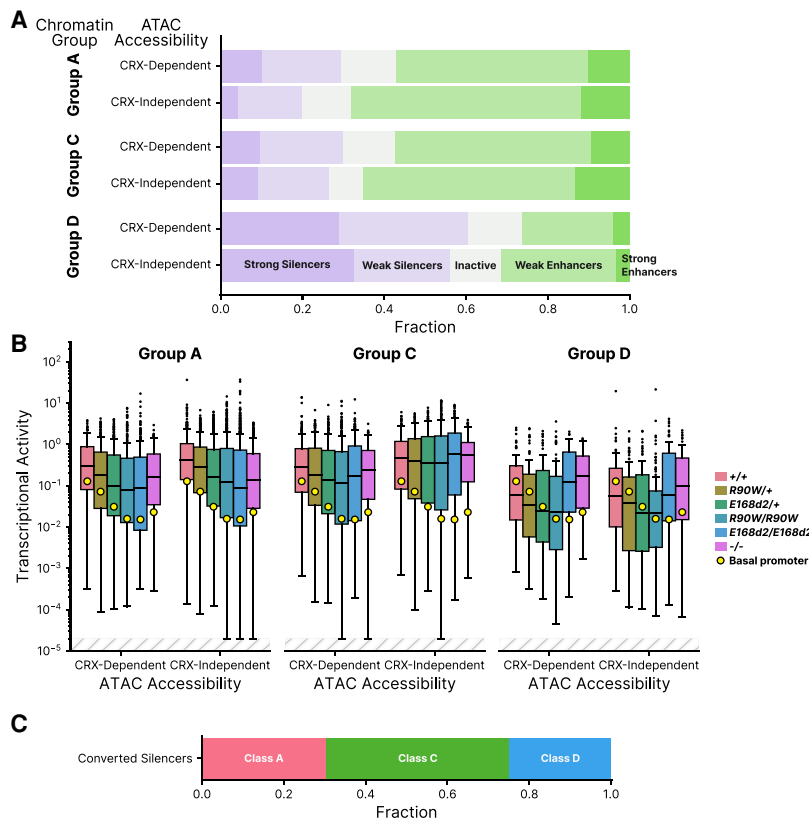 A
Chromatin Group
ATAC Accessibility
Group A
CRX-Dependent
CRX-Independent
Group C
CRX-Dependent
CRX-Independent
Group D
CRX-Dependent
CRX-Independent
Strong Silencers
Weak Silencers
Inactive
Weak Enhancers
Strong Enhancers
0.0 0.2 0.4 0.6 0.8 1.0
Fraction
B
Group A
Group C
Group D
Transcriptional Activity
10²
10¹
10⁰
10⁻¹
10⁻²
10⁻³
10⁻⁴
10⁻⁵
CRX-Dependent CRX-Independent
ATAC Accessibility
CRX-Dependent CRX-Independent
ATAC Accessibility
CRX-Dependent CRX-Independent
ATAC Accessibility
+/+
R90W/+
E168d2/+
R90W/R90W
E168d2/E168d2
-/-
Basal promoter
C
Converted Silencers
Class A
Class C
Class D
0.0 0.2 0.4 0.6 0.8 1.0
Fraction